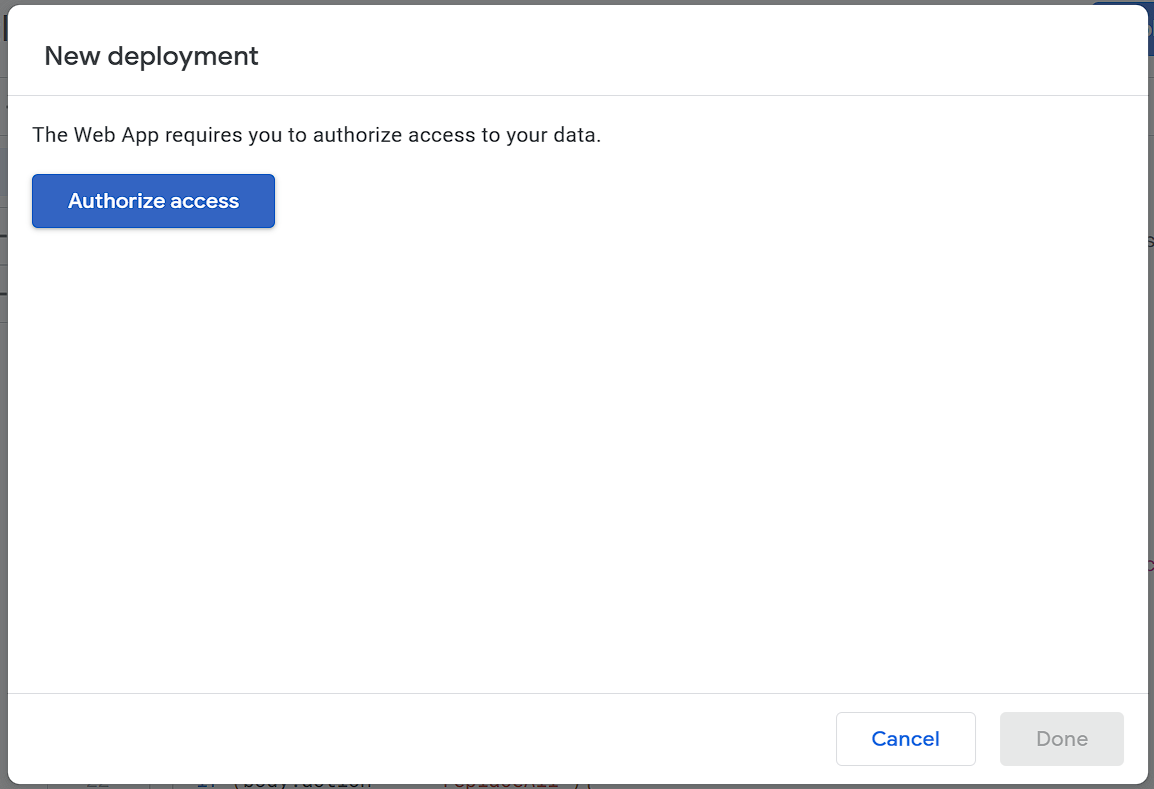 New deployment
The Web App requires you to authorize access to your data.
Authorize access
Cancel
Done